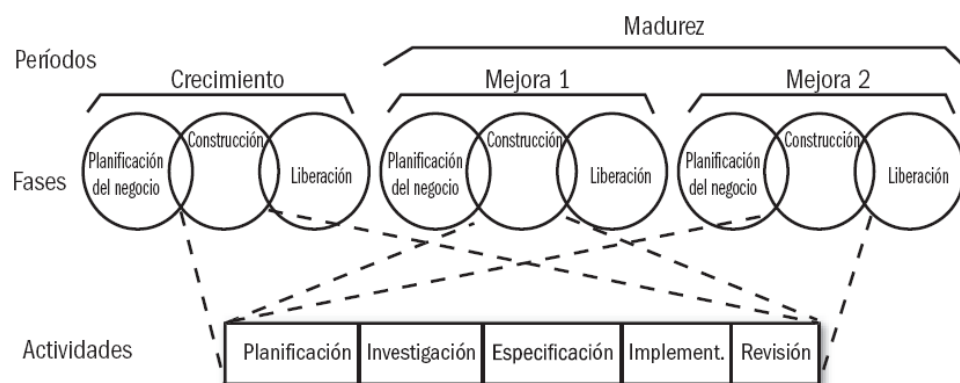 Madurez
Períodos
Crecimiento
Mejora 1
Mejora 2
Planificación
del negocio
Construcción
Liberación
Planificación
del negocio
Construcción
Liberación
Planificación
del negocio
Construcción
Liberación
Fases
Actividades
Planificación
Investigación
Especificación
Implement.
Revisión